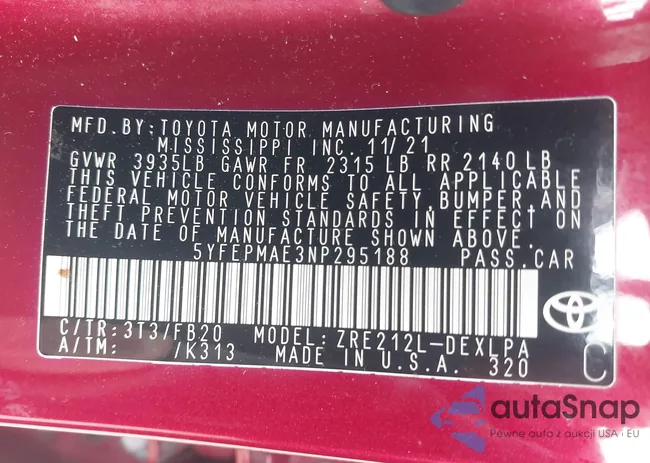 MFD.BY:TOYOTA MOTOR MANUFACTURING
MISSISSIPPI INC. 11/21
GVWR 3935LB GAWR FR 2315 LB RR 2140 LB
THIS VEHICLE CONFORMS TO ALL APPLICABLE
FEDERAL MOTOR VEHICLE SAFETY,BUMPER,AND
THEFT PREVENTION STANDARDS IN EFFECT ON
THE DATE OF MANUFACTURE SHOWN ABOVE.
5YFEPMAE3NP295188 PASS.CAR
C/TR:3T3/FB20 MODEL:ZRE212L-DEXLPA
A/TM: /K313 MADE IN U.S.A. 320
C
autaSnap
Pewne auta z aukcji USA i EU